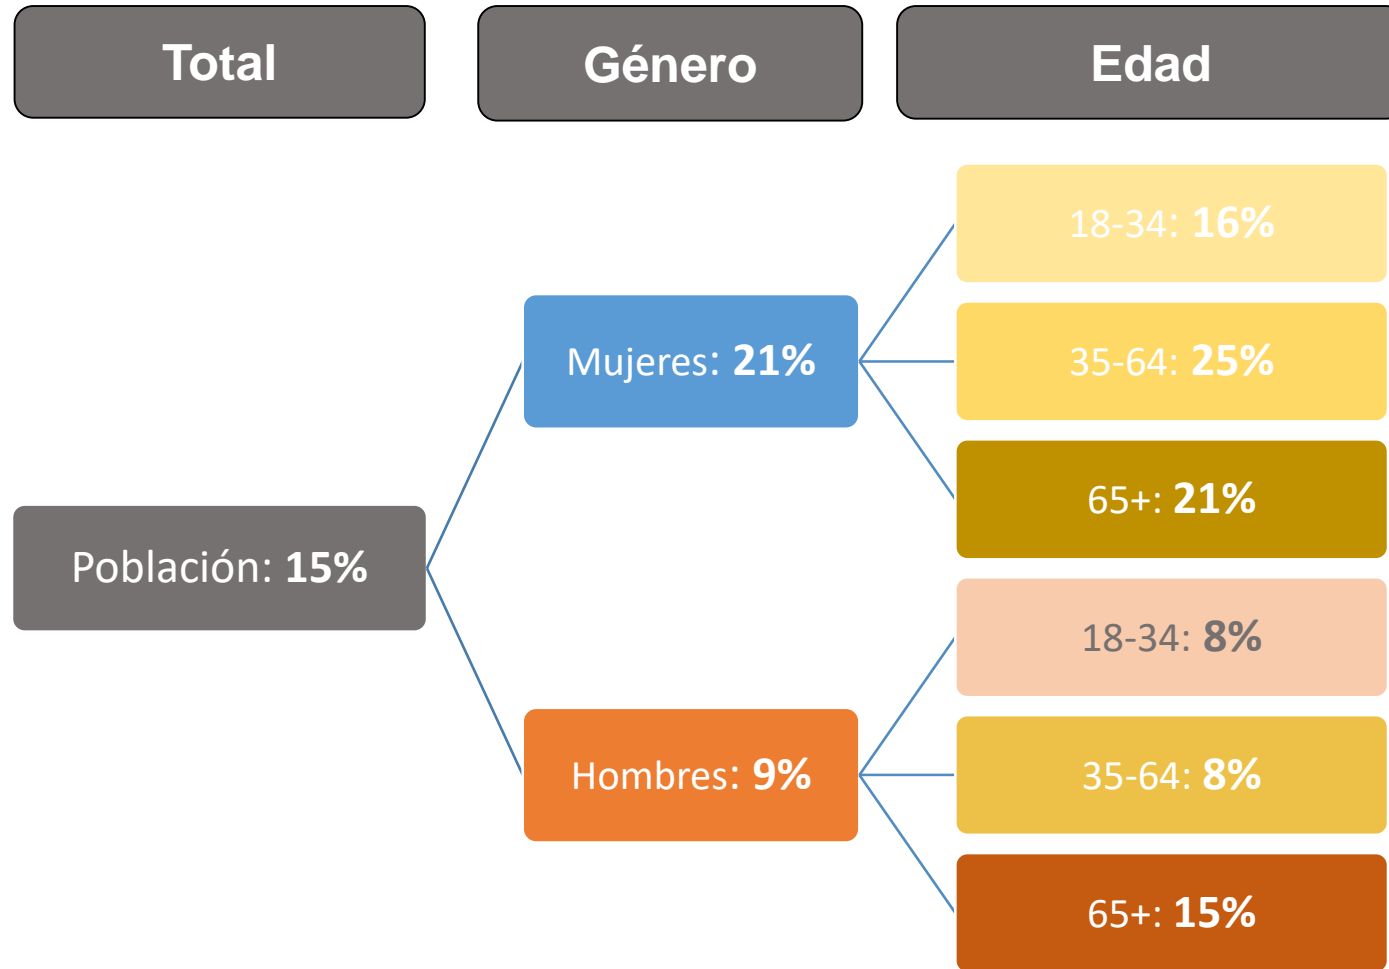 Total
Género
Edad
18-34: 16%
Mujeres: 21%
35-64: 25%
65+: 21%
Población: 15%
18-34: 8%
Hombres: 9%
35-64: 8%
65+: 15%